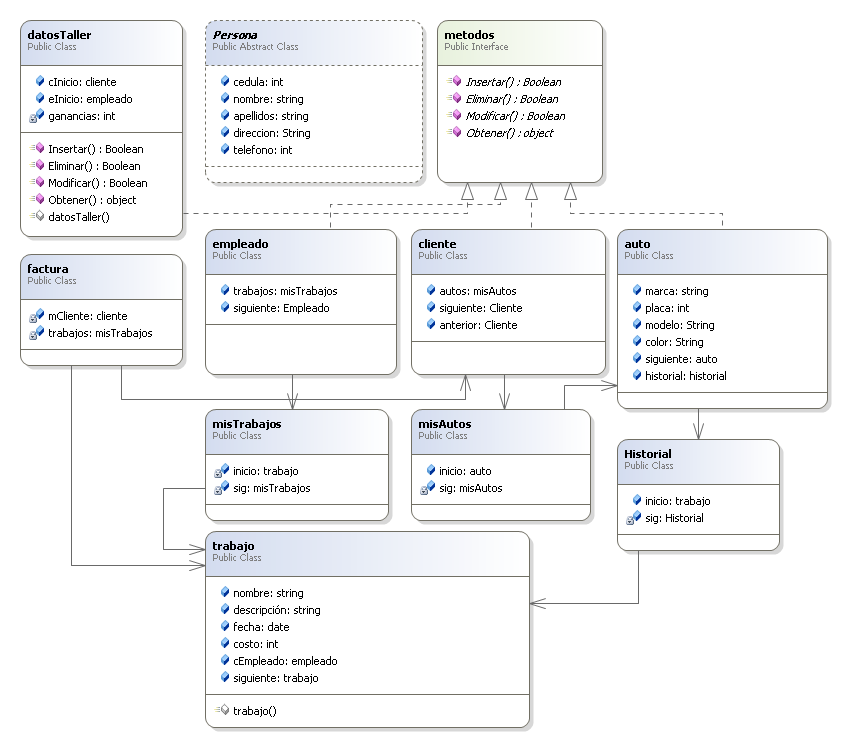 datosTaller
Public Class
cInicio: cliente
eInicio: empleado
ganancias: int
Insertar() : Boolean
Eliminar() : Boolean
Modificar() : Boolean
Obtener() : object
datosTaller()
Persona
Public Abstract Class
cedula: int
nombre: string
apellidos: string
direccion: String
telefono: int
metodos
Public Interface
Insertar() : Boolean
Eliminar() : Boolean
Modificar() : Boolean
Obtener() : object
factura
Public Class
mCliente: cliente
trabajos: misTrabajos
empleado
Public Class
trabajos: misTrabajos
siguiente: Empleado
cliente
Public Class
autos: misAutos
siguiente: Cliente
anterior: Cliente
auto
Public Class
marca: string
placa: int
modelo: String
color: String
siguiente: auto
historial: historial
misTrabajos
Public Class
inicio: trabajo
sig: misTrabajos
misAutos
Public Class
inicio: auto
sig: misAutos
Historial
Public Class
inicio: trabajo
sig: Historial
trabajo
Public Class
nombre: string
descripción: string
fecha: date
costo: int
cEmpleado: empleado
siguiente: trabajo
trabajo()